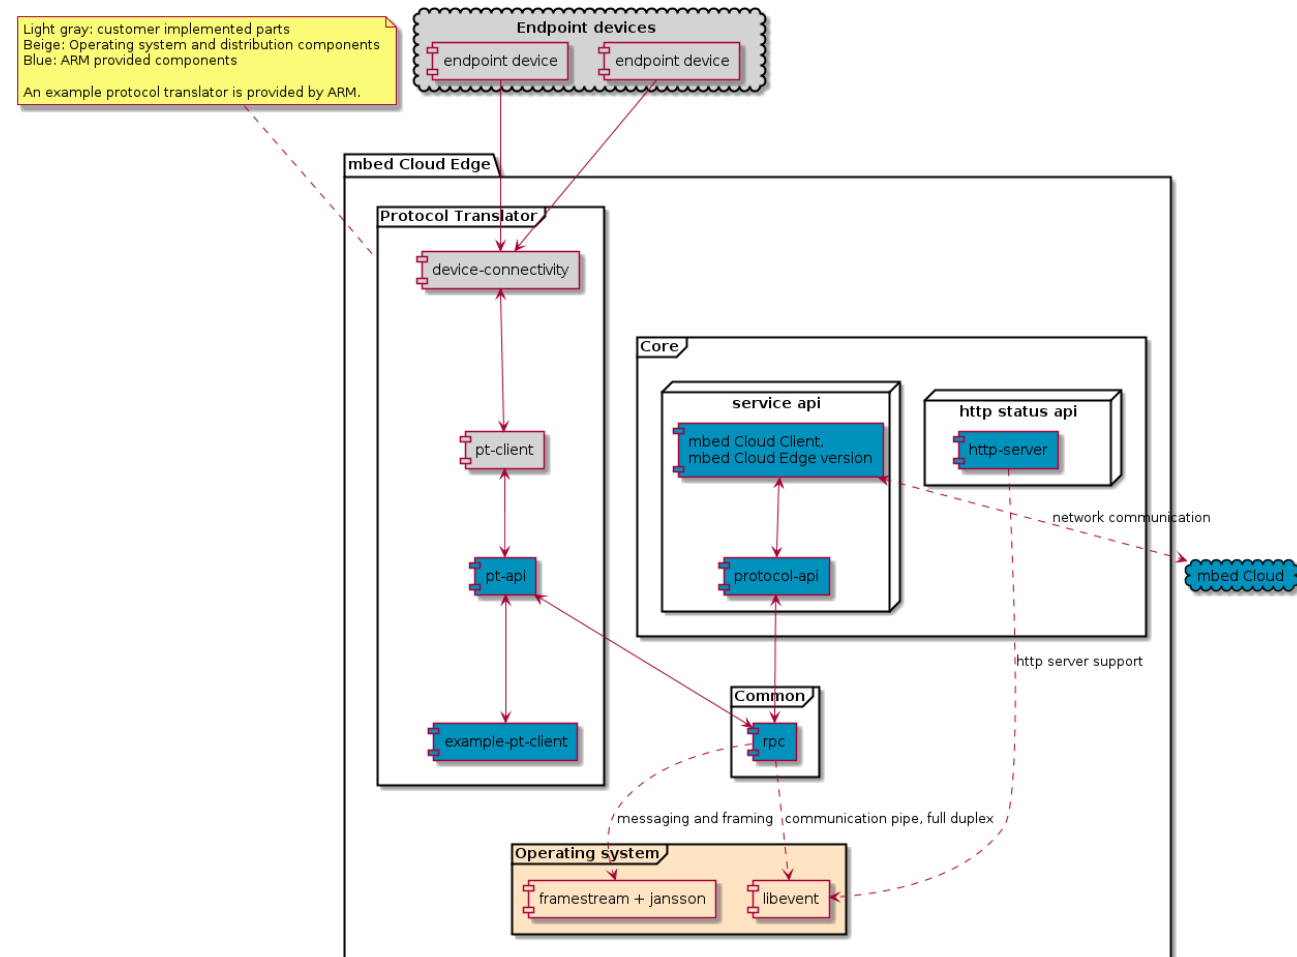 Light gray: customer implemented parts
Beige: Operating system and distribution components
Blue: ARM provided components
An example protocol translator is provided by ARM.
Endpoint devices
endpoint device
endpoint device
mbed Cloud Edge
Protocol Translator
device-connectivity
Core
service api
http status api
mbed Cloud Client,
mbed Cloud Edge version
http-server
pt-client
network communication
pt-api
protocol-api
mbed Cloud
http server support
Common
example-pt-client
rpc
messaging and framing
communication pipe, full duplex
Operating system
framestream + jansson
libevent